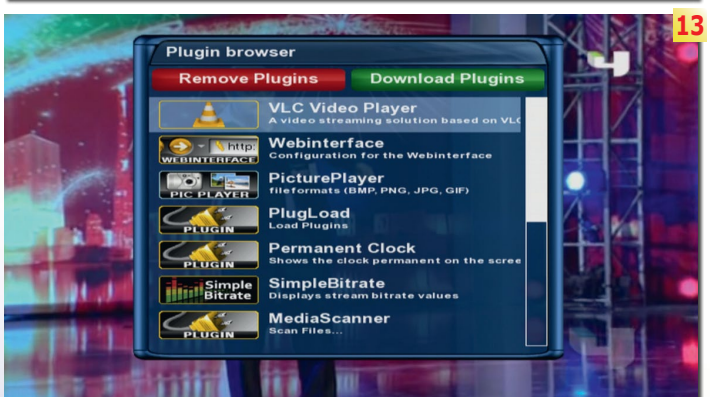 13
Plugin browser
Remove Plugins
Download Plugins
VLC Video Player
A video streaming solution based on VLC
http:
WEBINTERFACE
Webinterface
Configuration for the Webinterface
PIC PLAYER
PicturePlayer
fileformats (BMP, PNG, JPG, GIF)
PLUGIN
PlugLoad
Load Plugins
PLUGIN
Permanent Clock
Shows the clock permanent on the scree
Simple
Bitrate
SimpleBitrate
Displays stream bitrate values
PLUGIN
MediaScanner
Scan Files...